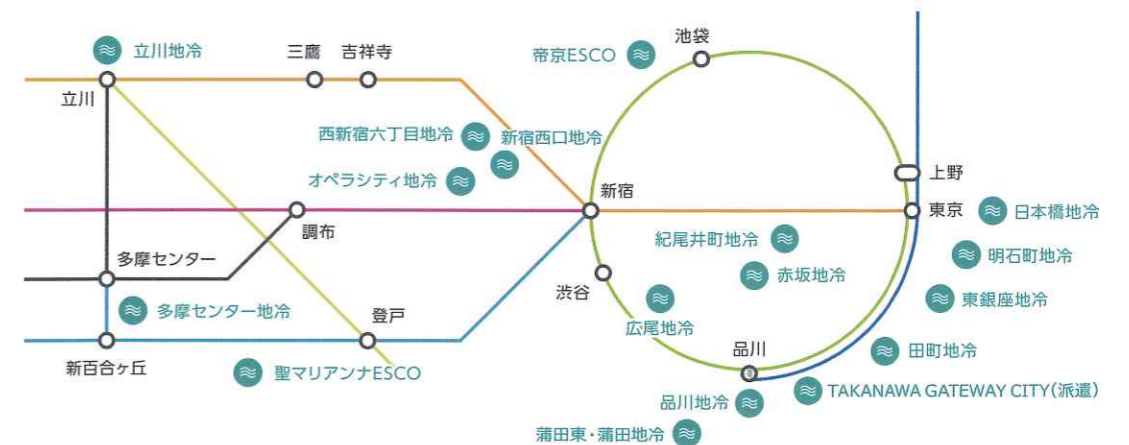 立川地冷
三鷹
吉祥寺
池袋
帝京ESCO
立川
西新宿六丁目地冷
新宿西口地冷
オペラシティ地冷
上野
新宿
東京
日本橋地冷
調布
紀尾井町地冷
明石町地冷
多摩センター
赤坂地冷
渋谷
東銀座地冷
多摩センター地冷
登戸
広尾地冷
品川
田町地冷
新百合ヶ丘
聖マリアンナESCO
TAKANAWA GATEWAY CITY(派遣)
品川地冷
蒲田東・蒲田地冷